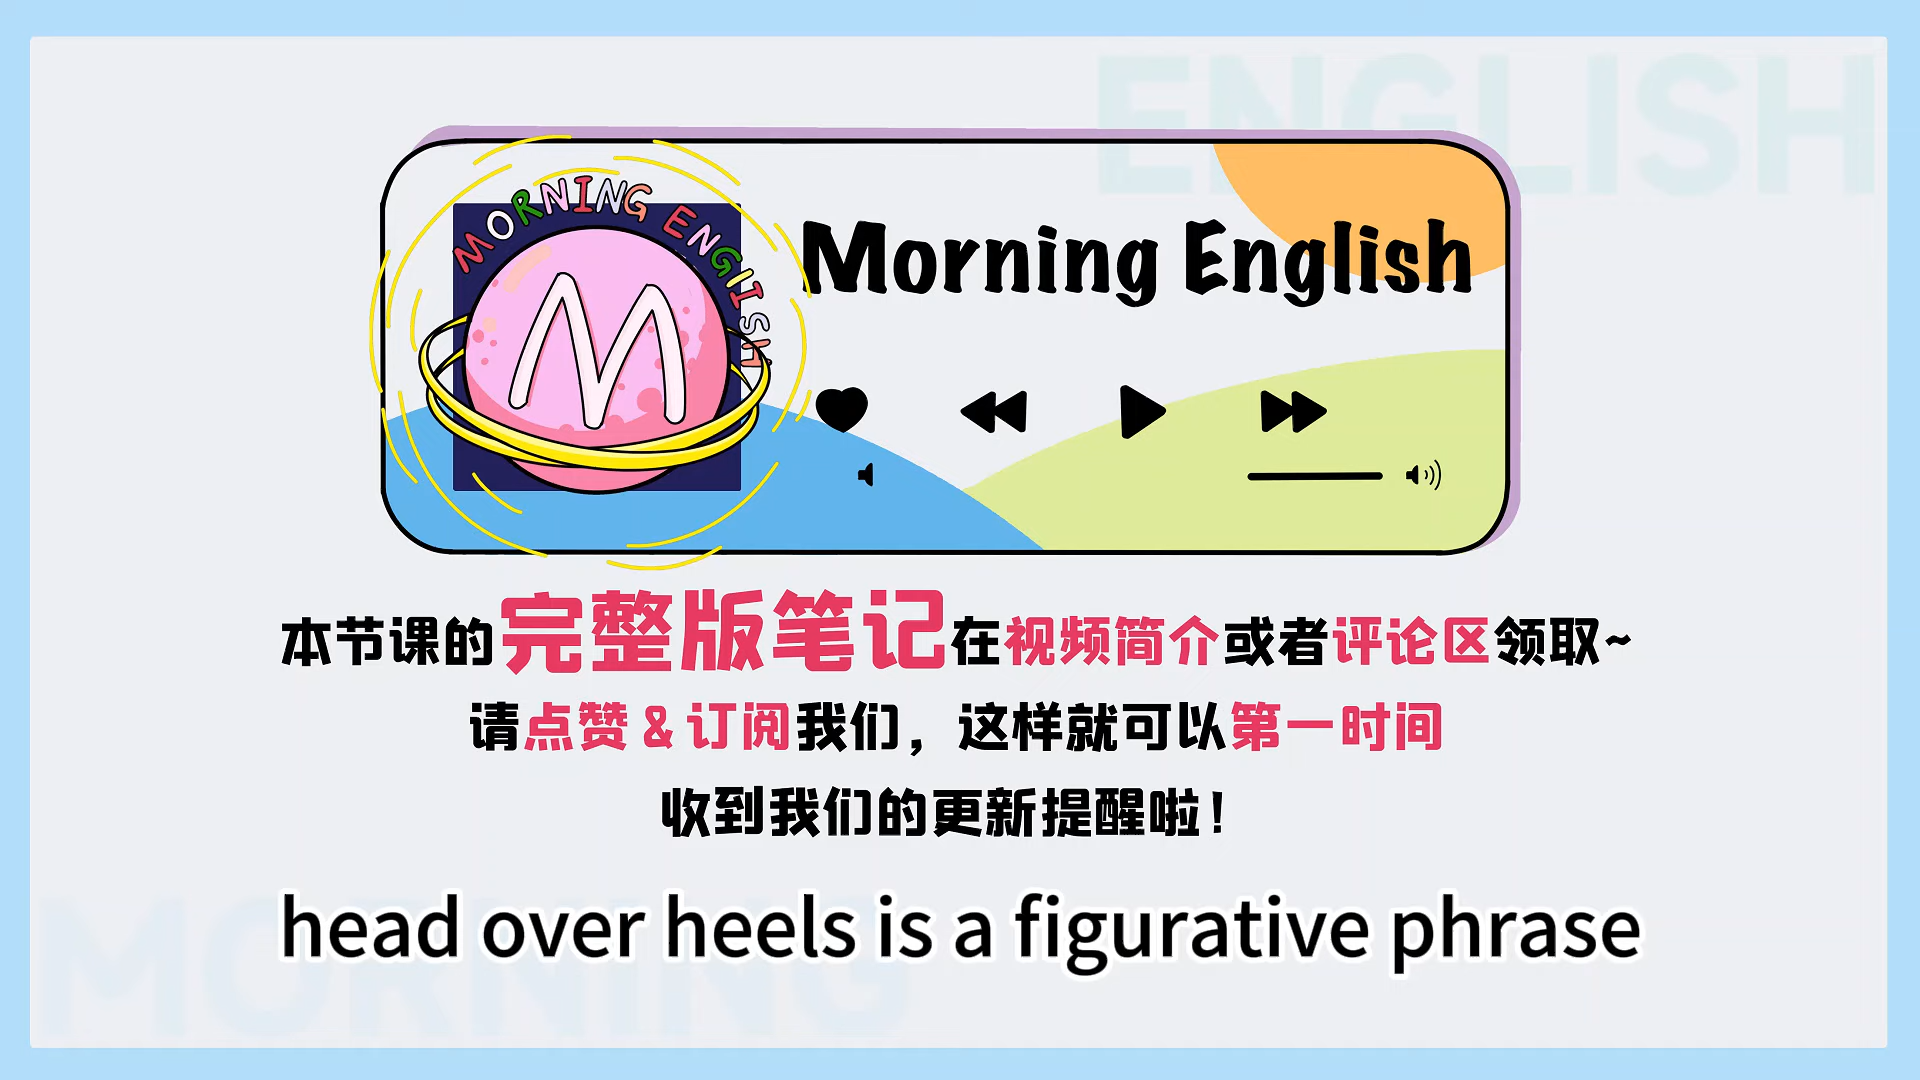 ENGLISH
MORNING ENGLISH
M
Morning English
本节课的完整版笔记在视频简介或者评论区领取~
请点赞&订阅我们，这样就可以第一时间
收到我们的更新提醒啦！
head over heels is a figurative phrase
MORNING